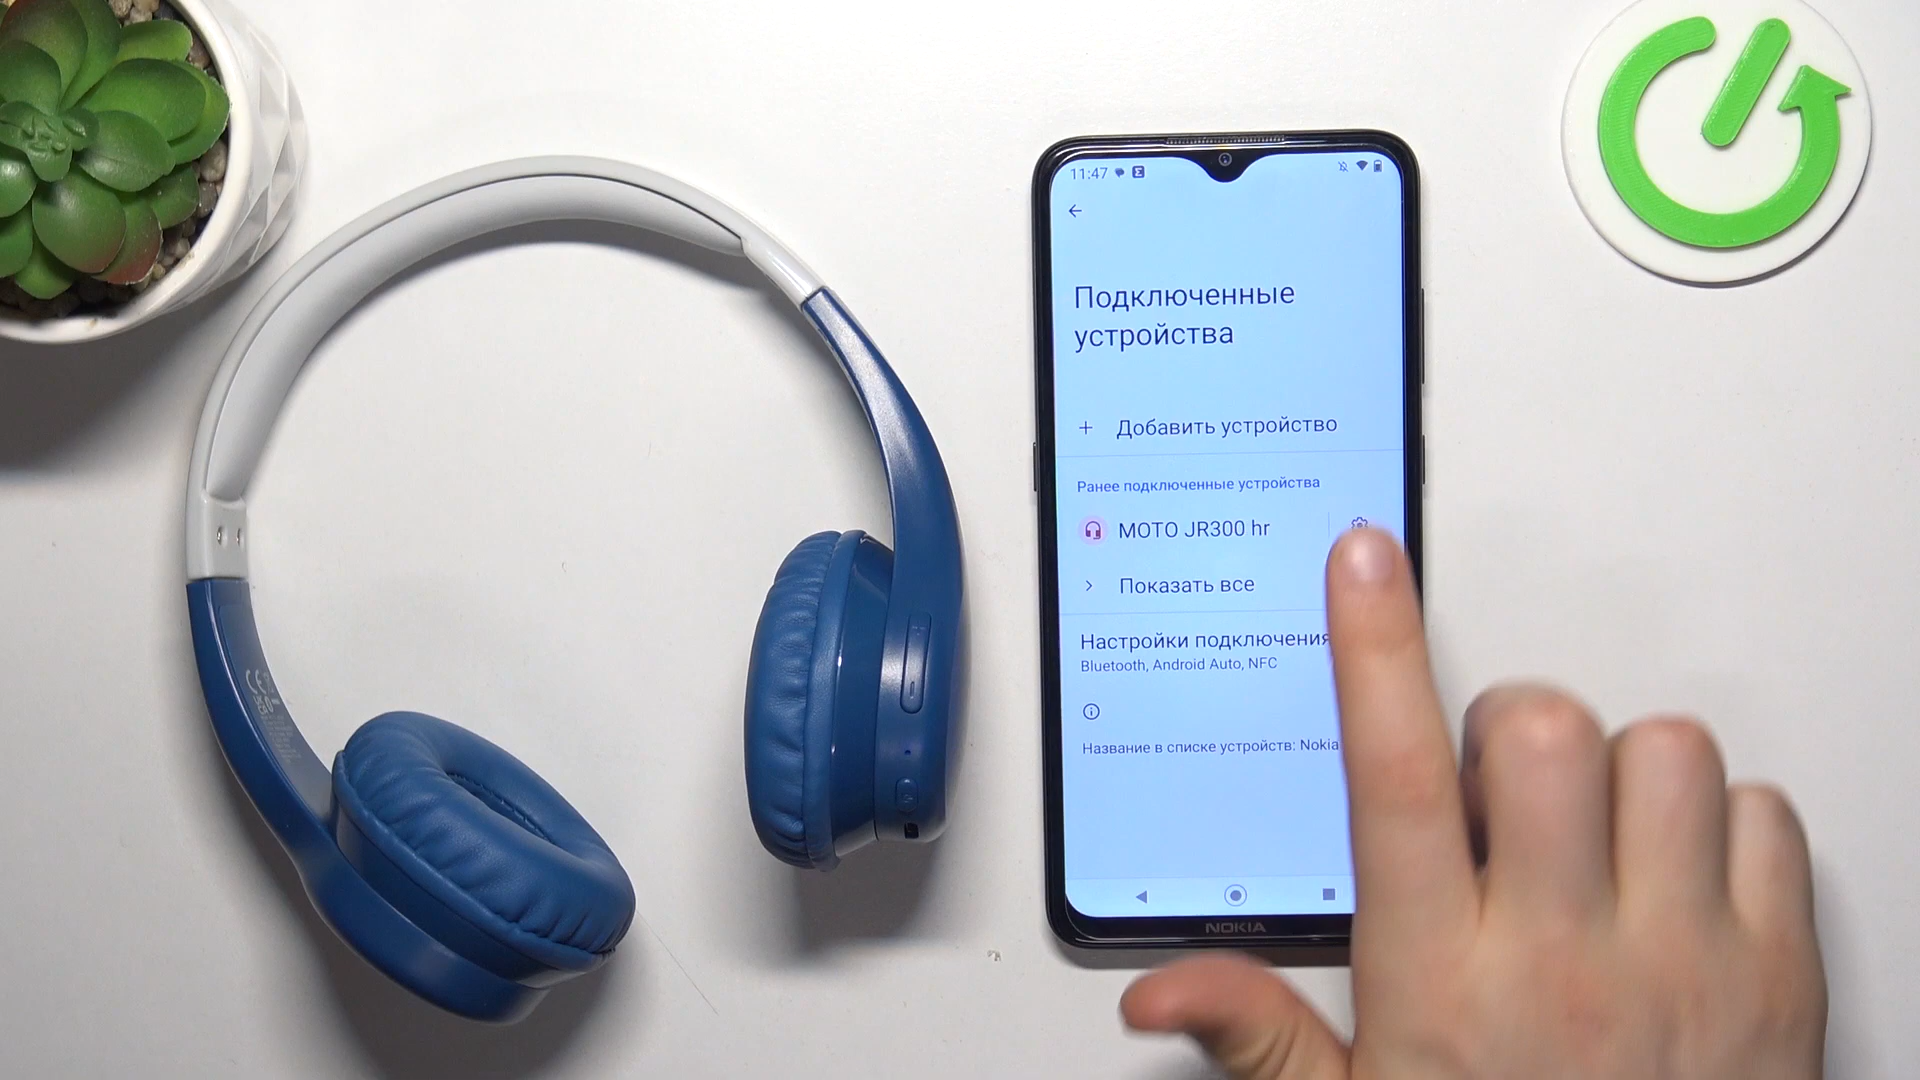 11:47
Подключенные
устройства
+ Добавить устройство
Ранее подключенные устройства
MOTO JR300 hr
Показать все
Настройки подключения
Bluetooth, Android Auto, NFC
Название в списке устройств: Nokia
NOKIA